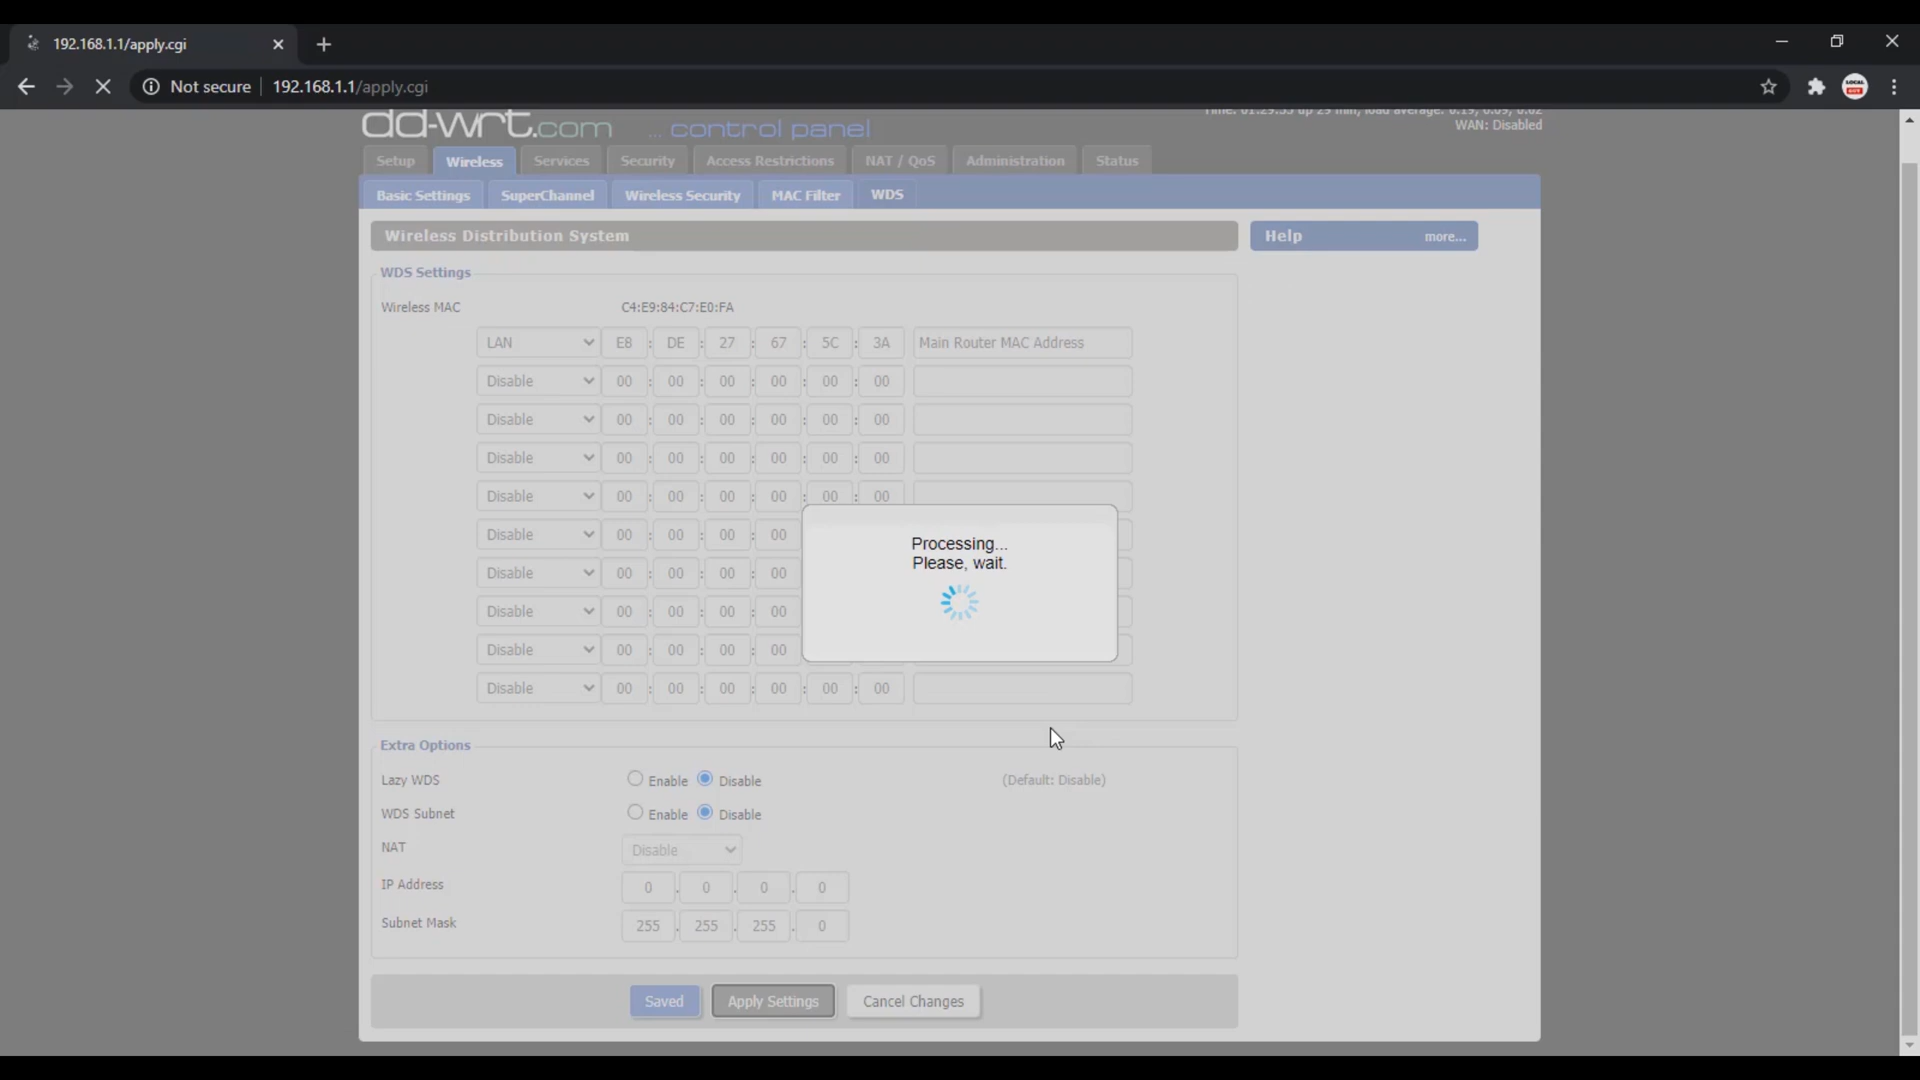 192.168.1.1/apply.cgi
Not secure 192.168.1.1/apply.cgi
dd-wrt.com ... control panel
WAN: Disabled
Setup Wireless Services Security Access Restrictions NAT / QoS Administration Status
Basic Settings SuperChannel Wireless Security MAC Filter WDS
Wireless Distribution System
Help more...
WDS Settings
Wireless MAC C4:E9:84:C7:E0:FA
LAN E8 : DE : 27 : 67 : 5C : 3A Main Router MAC Address
Disable 00 : 00 : 00 : 00 : 00 : 00
Disable 00 : 00 : 00 : 00 : 00 : 00
Disable 00 : 00 : 00 : 00 : 00 : 00
Disable 00 : 00 : 00 : 00 : 00 : 00
Disable 00 : 00 : 00 : 00
Disable 00 : 00 : 00 : 00
Disable 00 : 00 : 00 : 00
Disable 00 : 00 : 00 : 00
Disable 00 : 00 : 00 : 00 : 00 : 00
Processing...
Please, wait.
Extra Options
Lazy WDS Enable Disable (Default: Disable)
WDS Subnet Enable Disable
NAT Disable
IP Address 0 . 0 . 0 . 0
Subnet Mask 255 . 255 . 255 . 0
Saved Apply Settings Cancel Changes